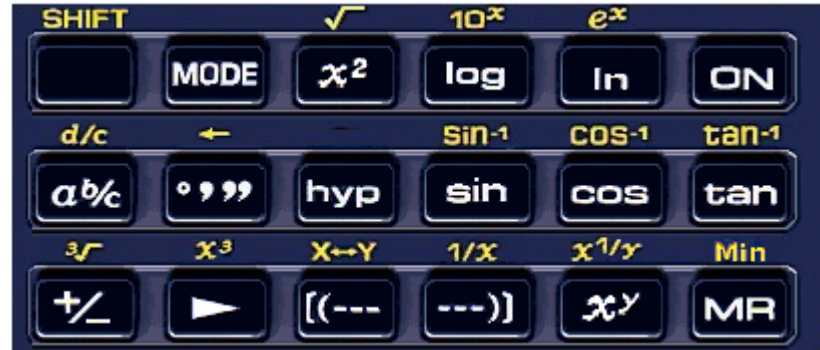 SHIFT √ 10ˣ eˣ
MODE x² log ln ON
d/c ← sin-1 cos-1 tan-1
a b/c ° ’ ” hyp sin cos tan
³√ x³ X↔Y 1/x x1/y Min
+/− ► [(--- ---)] xʸ MR